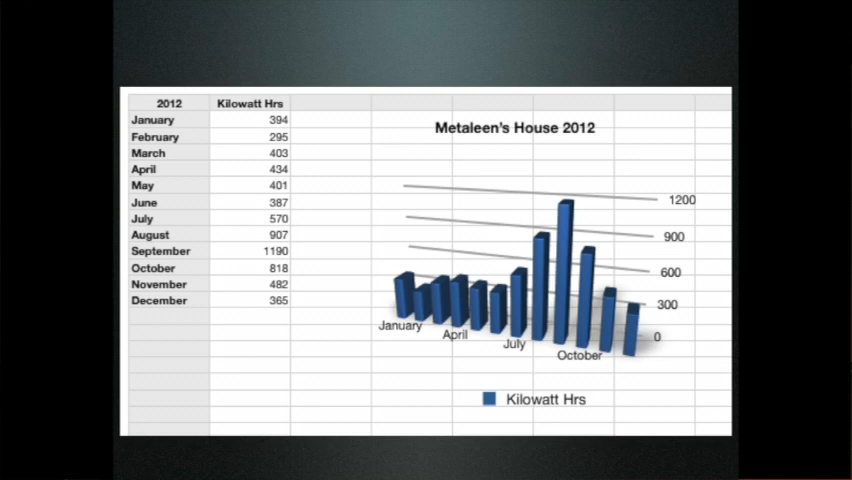 2012 Kilowatt Hrs
January 394
February 295
March 403
April 434
May 401
June 387
July 570
August 907
September 1190
October 818
November 482
December 365
Metaleen's House 2012
1200
900
600
300
0
January April July October
Kilowatt Hrs